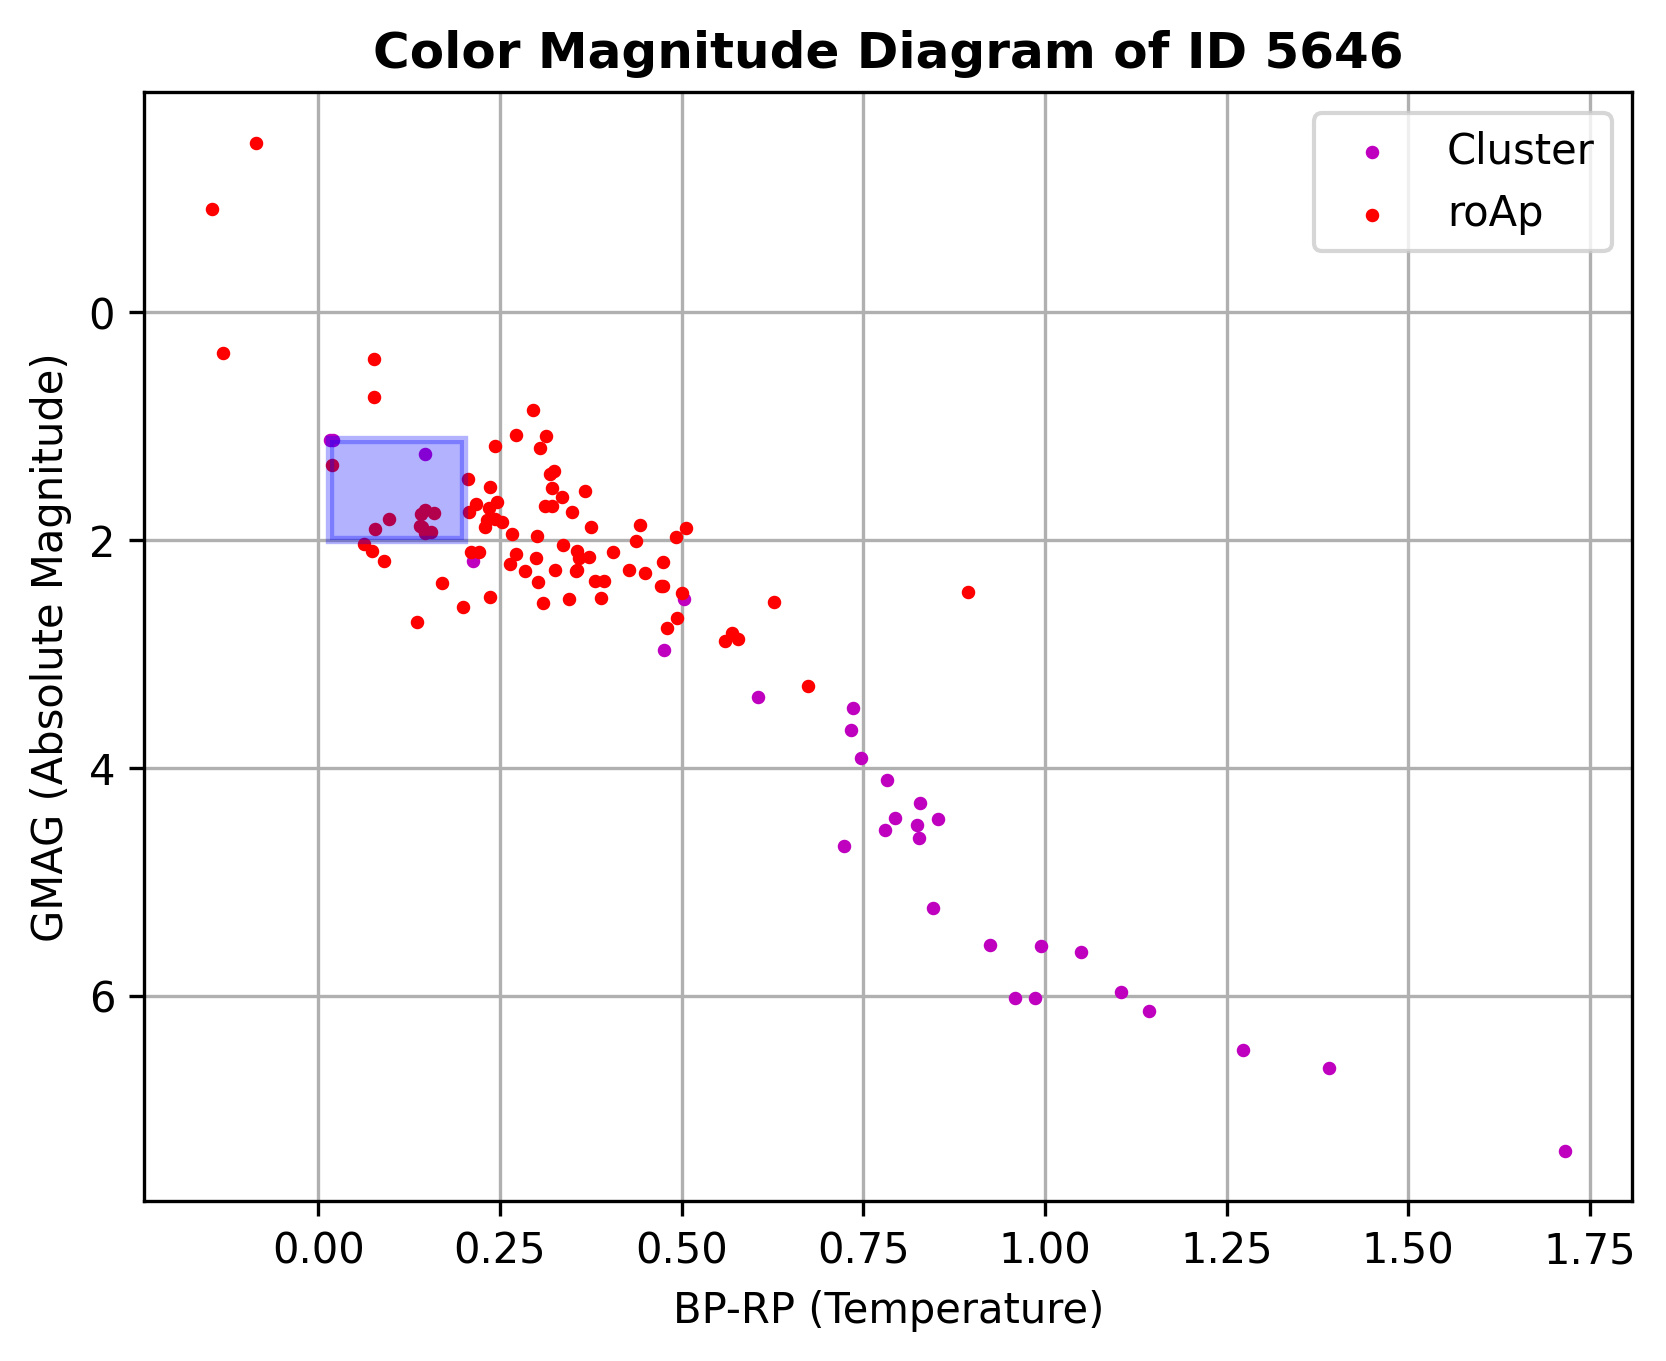 Color Magnitude Diagram of ID 5646
Cluster
roAp
GMAG (Absolute Magnitude)
0
2
4
6
0.00 0.25 0.50 0.75 1.00 1.25 1.50 1.75
BP-RP (Temperature)